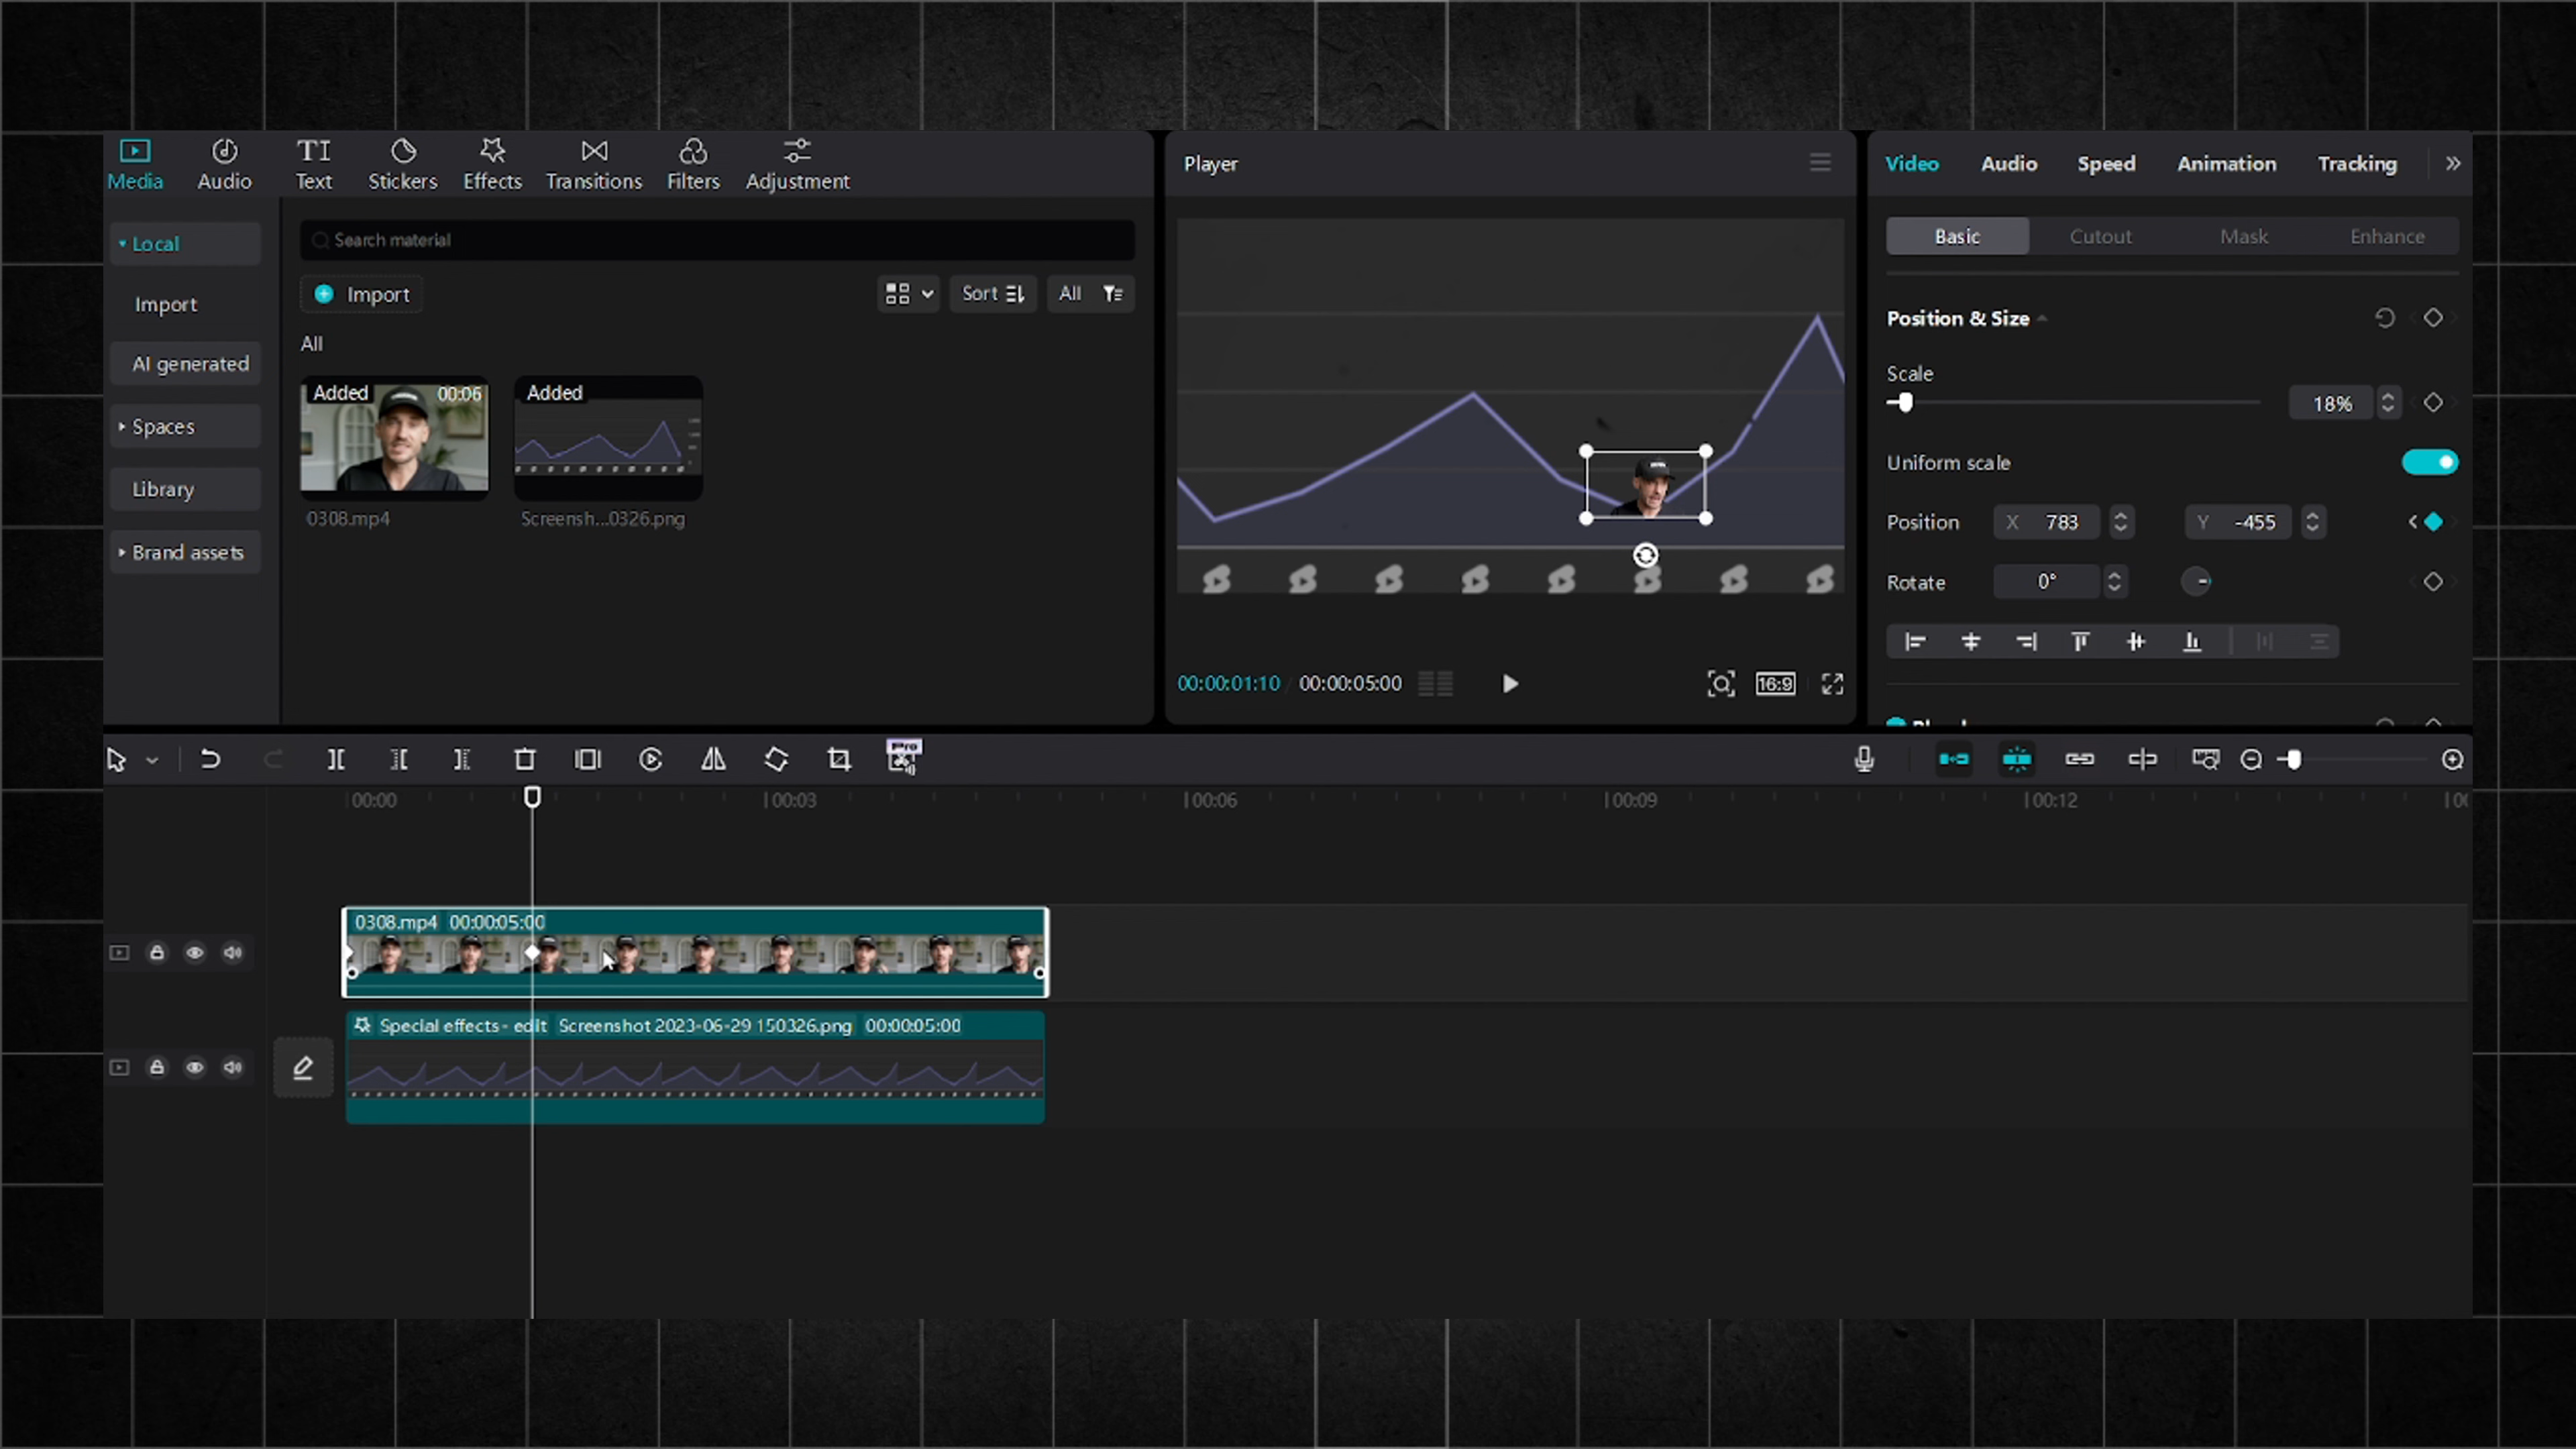 Media
Audio
TI
Text
Stickers
Effects
Transitions
Filters
Adjustment
Local
Import
AI generated
Spaces
Library
Brand assets
Search material
Import
Sort
All
All
Added 00:06
Added
0308.mp4
Screensh...0326.png
Player
00:00:01:10 / 00:00:05:00
16:9
Video Audio Speed Animation Tracking
Basic Cutout Mask Enhance
Position & Size
Scale
18%
Uniform scale
Position X 783 Y -455
Rotate 0°
Pro
00:00 00:03 00:06 00:09 00:12
0308.mp4 00:00:05:00
Special effects - edit Screenshot 2023-06-29 150326.png 00:00:05:00